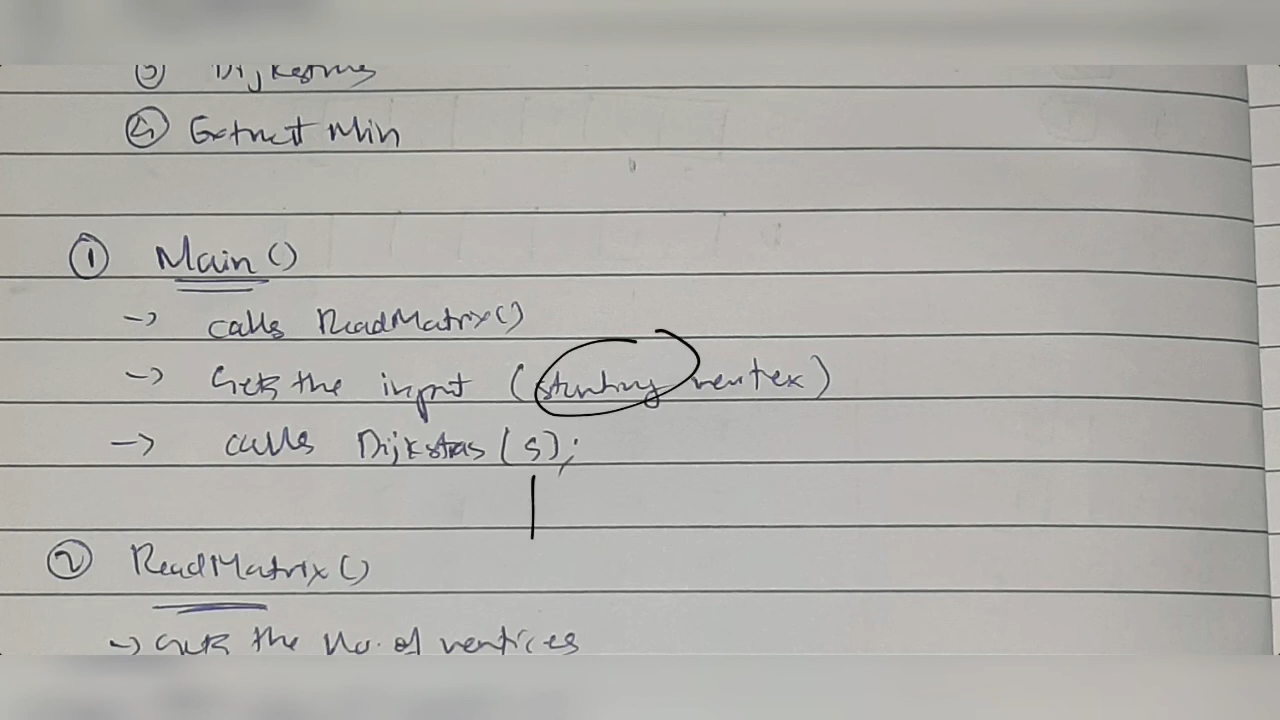 ③ Dijkstras
④ Extract Min
① Main()
→ calls ReadMatrix()
→ Gets the input (starting vertex)
→ calls Dijkstras(s);
② ReadMatrix()
→ Gets the No. of vertices